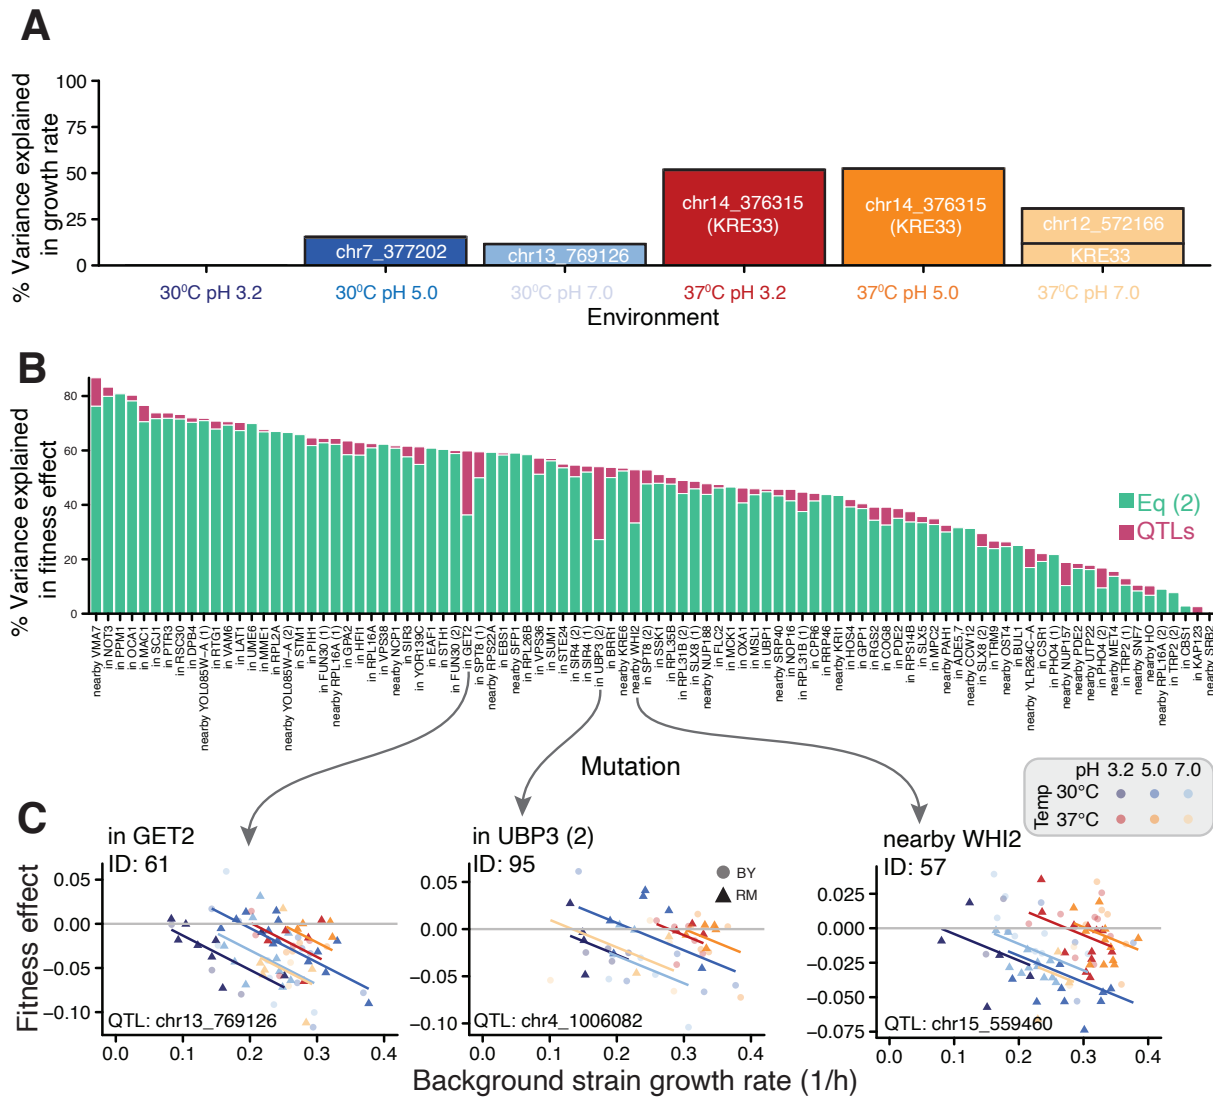 A
% Variance explained
in growth rate
100
75
50
25
0
chr7_377202
chr13_769126
chr14_376315
(KRE33)
chr14_376315
(KRE33)
chr12_572166
KRE33
30⁰C pH 3.2
30⁰C pH 5.0
30⁰C pH 7.0
37⁰C pH 3.2
37⁰C pH 5.0
37⁰C pH 7.0
Environment
B
% Variance explained
in fitness effect
80
60
40
20
0
Eq (2)
QTLs
nearby VMA7
in NOT3
in PPM1
in OCA1
in MAC1
in SCJ1
in PTR3
in RSC30
in DPB4
nearby YOL085W−A (1)
in RTG1
in VAM6
in LAT1
in UME6
in MME1
in RPL2A
nearby YOL085W−A (2)
in STM1
in PIH1
in FUN30 (1)
nearby RPL16A (1)
in GPA2
in HFI1
in RPL16A
in VPS38
nearby NCP1
in SIR3
in YOR139C
in EAF1
in STH1
in FUN30 (2)
in GET2
in SPT8 (1)
nearby RPS22A
in EBS1
nearby SFP1
in RPL26B
in VPS36
in SUM1
in STE24
in SIR4 (2)
in SIR4 (1)
in UBP3 (2)
in BRR1
nearby KRE6
nearby WHI2
in SPT8 (2)
in SSK1
in RPL35B
in RPL31B (2)
in SLX8 (1)
nearby NUP188
in FLC2
in MCK1
in OXA1
in MSL1
in UBP1
nearby SRP40
in NOP16
in RPL31B (1)
in CPR6
in RRP46
nearby KRI1
in HOS4
in GPP1
in RGS2
in COG8
in PDE2
in RPS14B
in SLX5
in MPC2
nearby PAH1
in ADE5,7
nearby CCW12
in SLX8 (2)
in TRM9
nearby OST4
in BUL1
nearby YLR264C−A
in CSR1
in PHO4 (1)
nearby NUP157
nearby ADE2
nearby UTP22
in PHO4 (2)
nearby MET4
in TRP2 (1)
nearby SNF7
nearby HO
nearby RPL16A (2)
in TRP2 (2)
in CBS1
in KAP123
nearby SRB2
Mutation
pH 3.2 5.0 7.0
Temp
30°C
37°C
C
in GET2
ID: 61
in UBP3 (2)
ID: 95
nearby WHI2
ID: 57
BY
RM
Fitness effect
0.05
0.00
−0.05
−0.10
QTL: chr13_769126
0.0 0.1 0.2 0.3 0.4
0.05
0.00
−0.05
−0.10
QTL: chr4_1006082
0.0 0.1 0.2 0.3 0.4
0.025
0.000
−0.025
−0.050
−0.075
QTL: chr15_559460
0.0 0.1 0.2 0.3 0.4
Background strain growth rate (1/h)